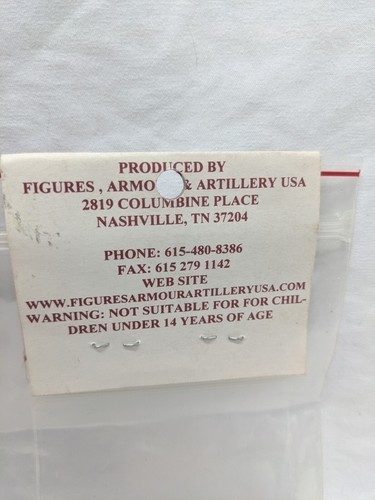 PRODUCED BY
FIGURES , ARMO & ARTILLERY USA
2819 COLUMBINE PLACE
NASHVILLE, TN 37204
PHONE: 615-480-8386
FAX: 615 279 1142
WEB SITE
WWW.FIGURESARMOURARTILLERYUSA.COM
WARNING: NOT SUITABLE FOR FOR CHIL-
DREN UNDER 14 YEARS OF AGE